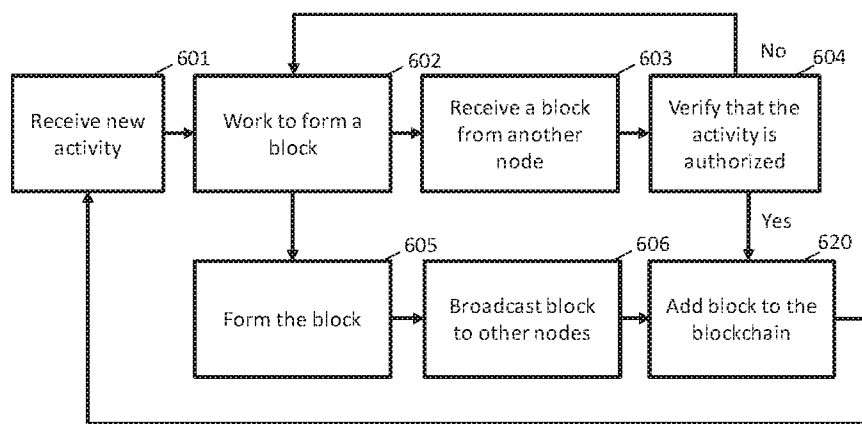 601
Receive new
activity
602
Work to form a
block
603
Receive a block
from another
node
No
604
Verify that the
activity is
authorized
Yes
605
Form the block
606
Broadcast block
to other nodes
620
Add block to the
blockchain